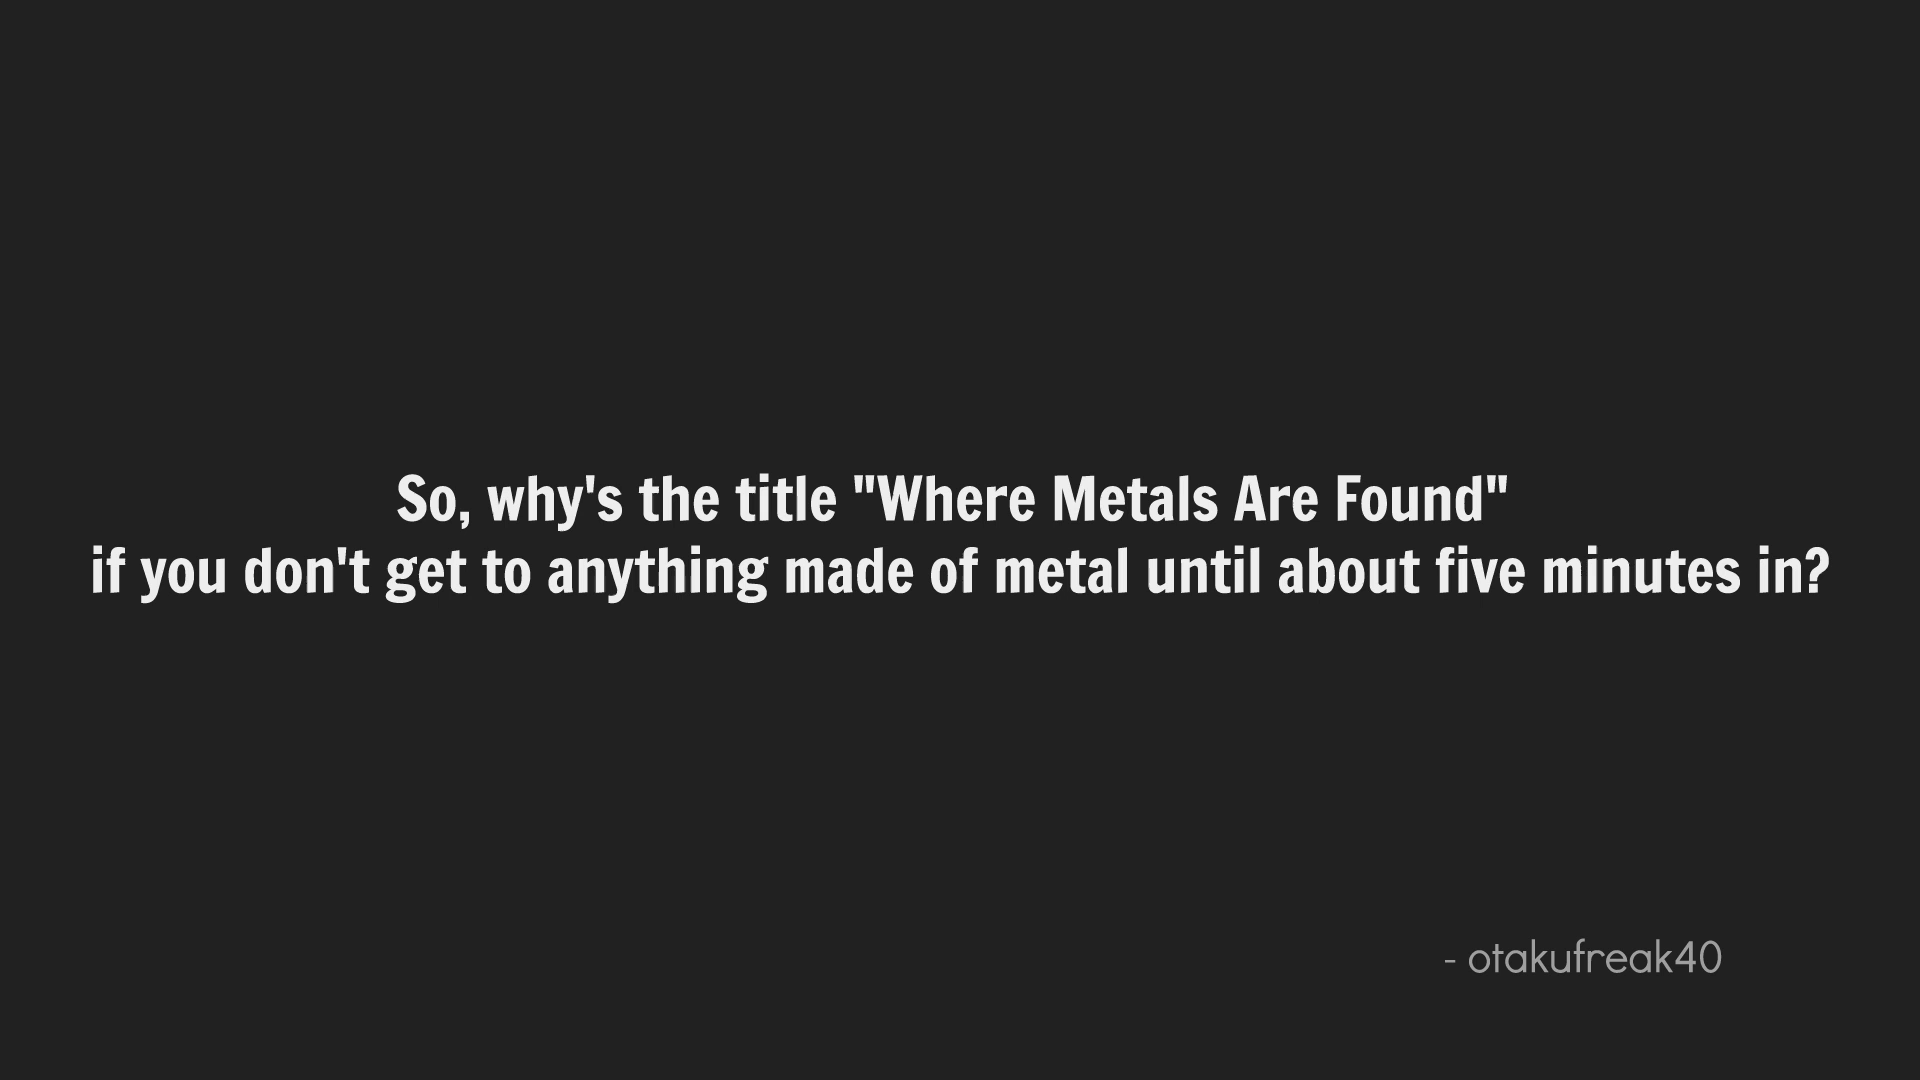 So, why's the title "Where Metals Are Found"
if you don't get to anything made of metal until about five minutes in?
- otakufreak40